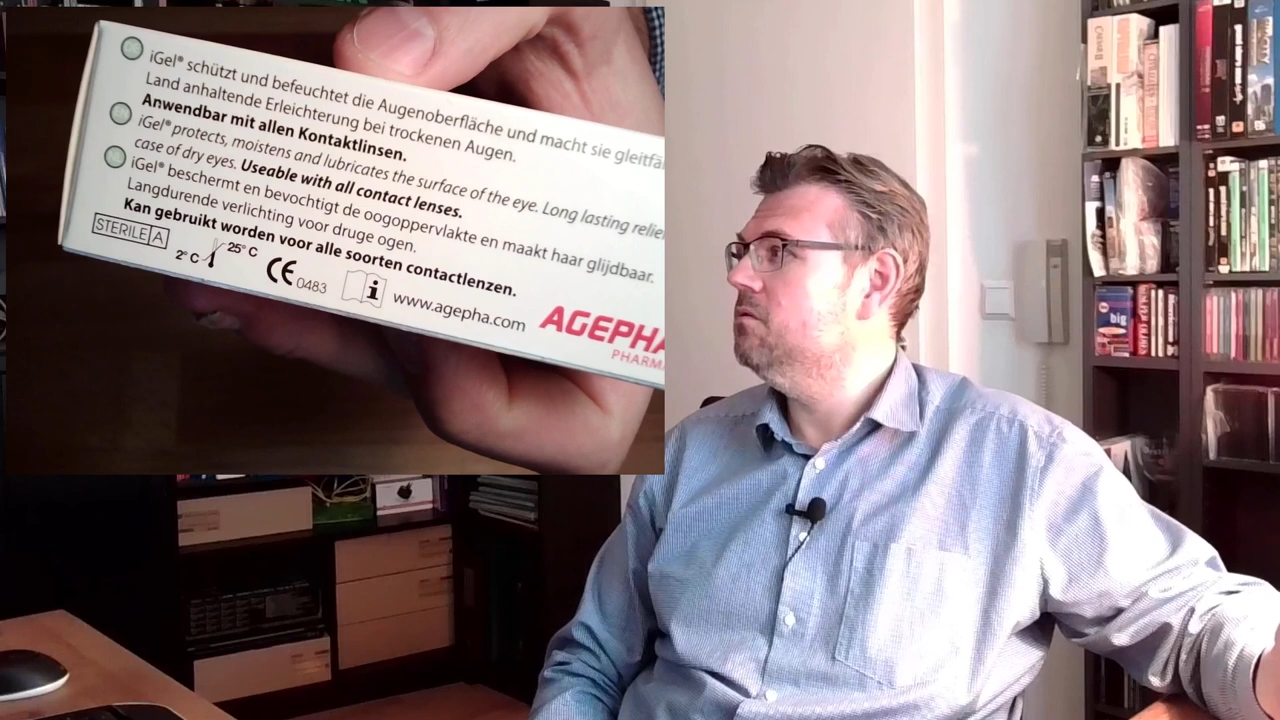 iGel® schützt und befeuchtet die Augenoberfläche und macht sie gleitfä
Land anhaltende Erleichterung bei trockenen Augen.
Anwendbar mit allen Kontaktlinsen.
iGel® protects, moistens and lubricates the surface of the eye. Long lasting relie
case of dry eyes. Useable with all contact lenses.
iGel® beschermt en bevochtigt de oogoppervlakte en maakt haar glijdbaar.
Langdurende verlichting voor druge ogen.
Kan gebruikt worden voor alle soorten contactlenzen.
STERILE A
2° C 25° C
CE 0483
i
www.agepha.com
AGEPHA
PHARMA
big